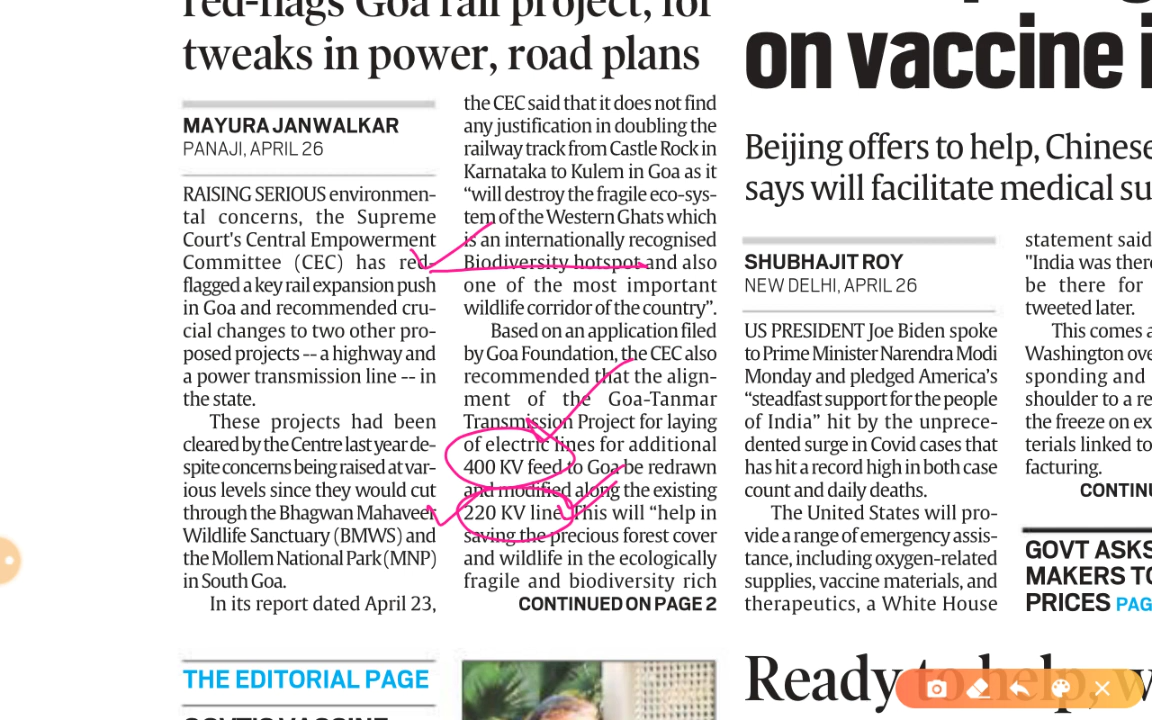 red-flags Goa rail project, for
tweaks in power, road plans
MAYURA JANWALKAR
PANAJI, APRIL 26
RAISING SERIOUS environmen-
tal concerns, the Supreme
Court's Central Empowerment
Committee (CEC) has red-
flagged a key rail expansion push
in Goa and recommended cru-
cial changes to two other pro-
posed projects -- a highway and
a power transmission line -- in
the state.
These projects had been
cleared by the Centre last year de-
spite concerns being raised at var-
ious levels since they would cut
through the Bhagwan Mahaveer
Wildlife Sanctuary (BMWS) and
the Mollem National Park (MNP)
in South Goa.
In its report dated April 23,
the CEC said that it does not find
any justification in doubling the
railway track from Castle Rock in
Karnataka to Kulem in Goa as it
“will destroy the fragile eco-sys-
tem of the Western Ghats which
is an internationally recognised
Biodiversity hotspot and also
one of the most important
wildlife corridor of the country”.
Based on an application filed
by Goa Foundation, the CEC also
recommended that the align-
ment of the Goa-Tanmar
Transmission Project for laying
of electric lines for additional
400 KV feed to Goa be redrawn
and modified along the existing
220 KV line. This will “help in
saving the precious forest cover
and wildlife in the ecologically
fragile and biodiversity rich
CONTINUED ON PAGE 2
on vaccine
Beijing offers to help, Chinese
says will facilitate medical
SHUBHAJIT ROY
NEW DELHI, APRIL 26
US PRESIDENT Joe Biden spoke
to Prime Minister Narendra Modi
Monday and pledged America’s
“steadfast support for the people
of India” hit by the unprece-
dented surge in Covid cases that
has hit a record high in both case
count and daily deaths.
The United States will pro-
vide a range of emergency assis-
tance, including oxygen-related
supplies, vaccine materials, and
therapeutics, a White House
statement said
"India was there
be there for
tweeted later.
This comes a
Washington ove
sponding and
shoulder to a re
the freeze on ex
terials linked to
facturing.
CONTINU
GOVT ASKS
MAKERS TO
PRICES PAG
THE EDITORIAL PAGE
GOVT'S VACCINE
Ready to help, w